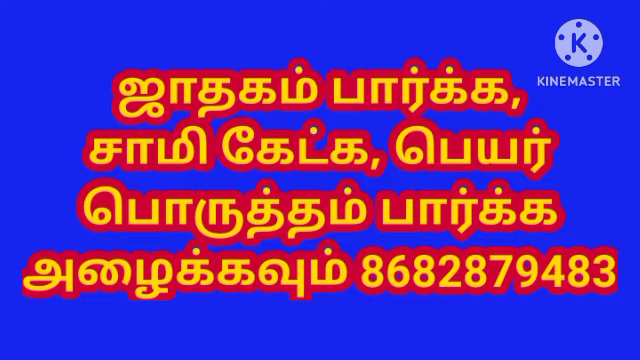 KINEMASTER
ஜாதகம் பார்க்க,
சாமி கேட்க, பெயர்
பொருத்தம் பார்க்க
அழைக்கவும் 8682879483